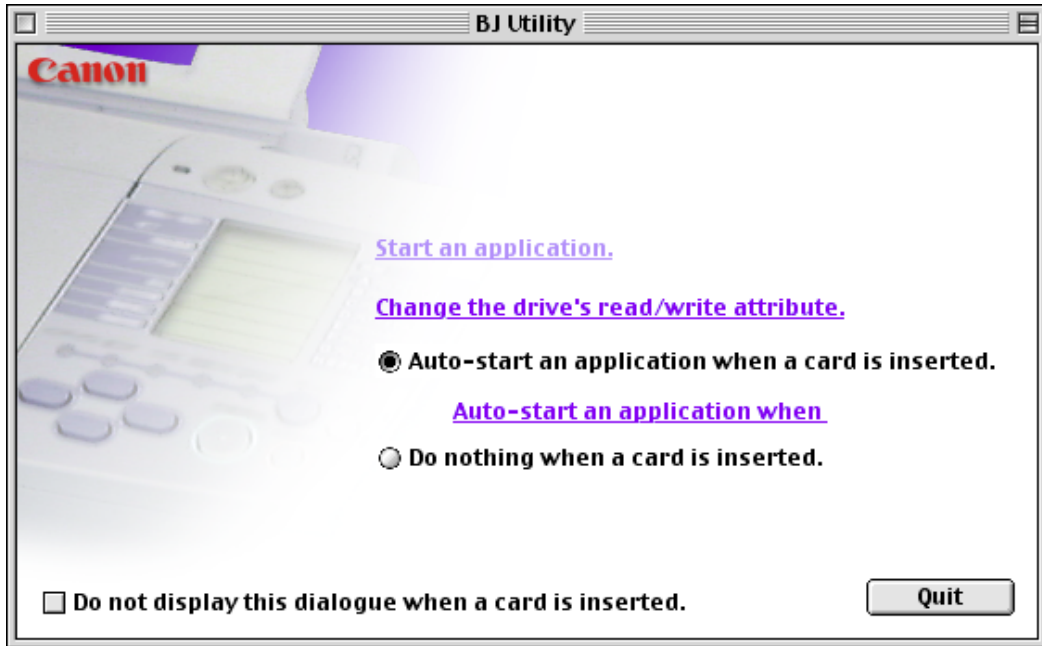 BJ Utility
Canon
Start an application.
Change the drive's read/write attribute.
Auto-start an application when a card is inserted.
Auto-start an application when
Do nothing when a card is inserted.
Do not display this dialogue when a card is inserted.
Quit